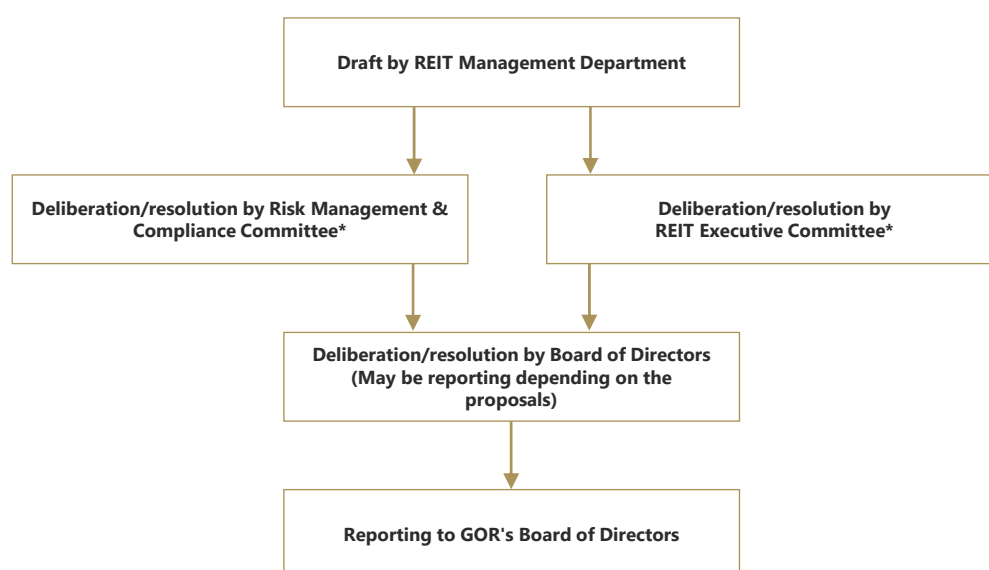 Draft by REIT Management Department
Deliberation/resolution by Risk Management &
Compliance Committee*
Deliberation/resolution by
REIT Executive Committee*
Deliberation/resolution by Board of Directors
(May be reporting depending on the
proposals)
Reporting to GOR's Board of Directors